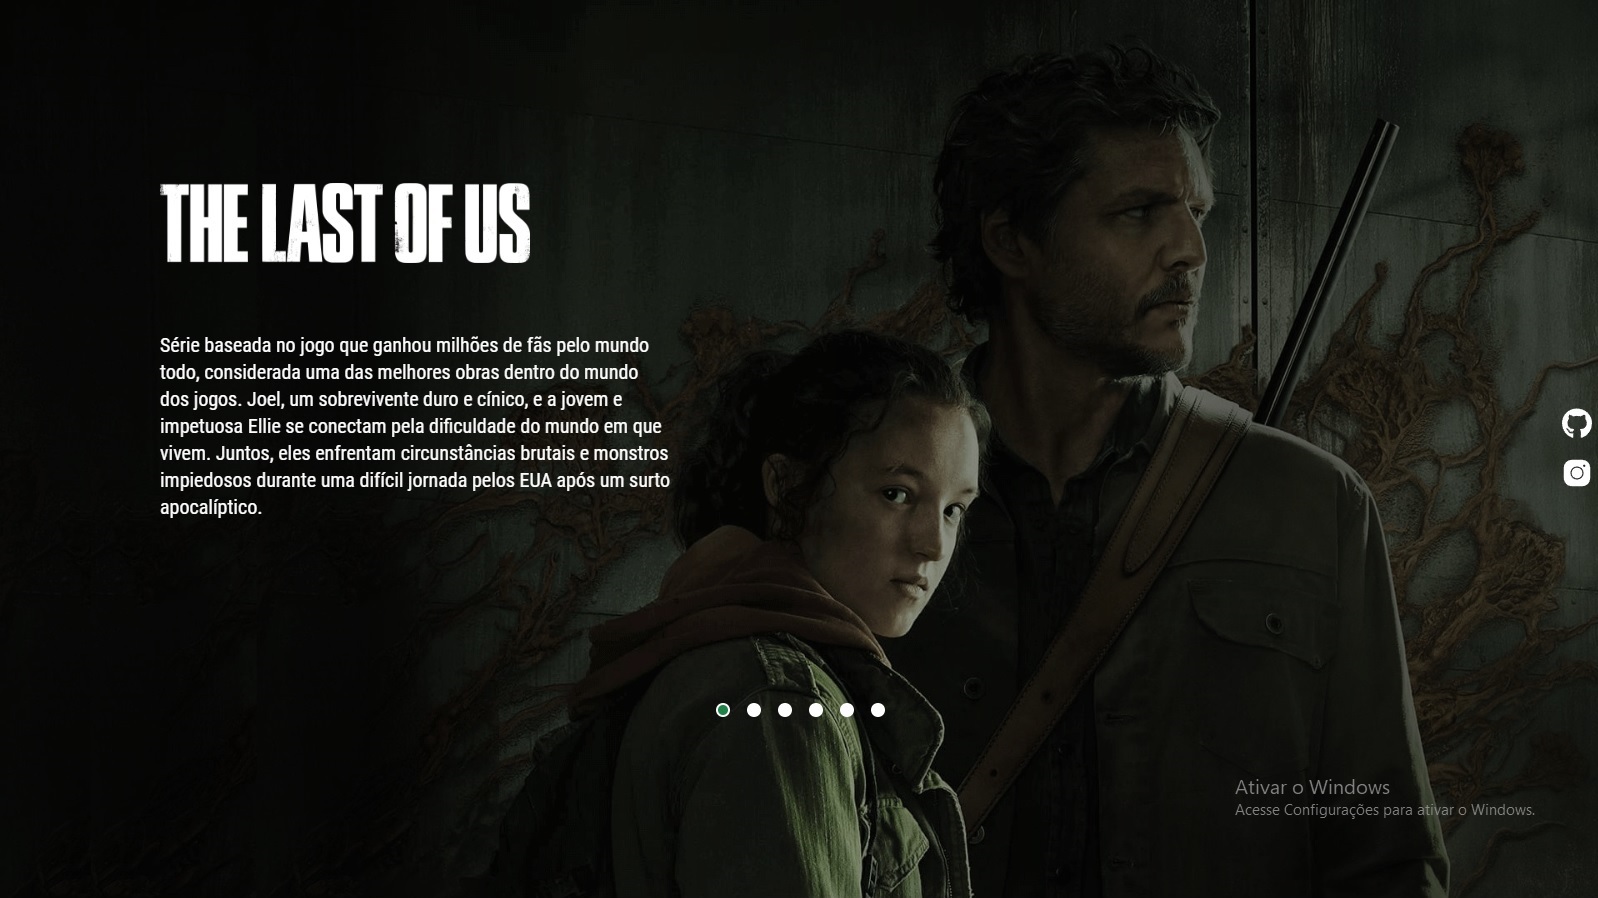 THE LAST OF US
Série baseada no jogo que ganhou milhões de fãs pelo mundo
todo, considerada uma das melhores obras dentro do mundo
dos jogos. Joel, um sobrevivente duro e cínico, e a jovem e
impetuosa Ellie se conectam pela dificuldade do mundo em que
vivem. Juntos, eles enfrentam circunstâncias brutais e monstros
impiedosos durante uma difícil jornada pelos EUA após um surto
apocalíptico.
Ativar o Windows
Acesse Configurações para ativar o Windows.